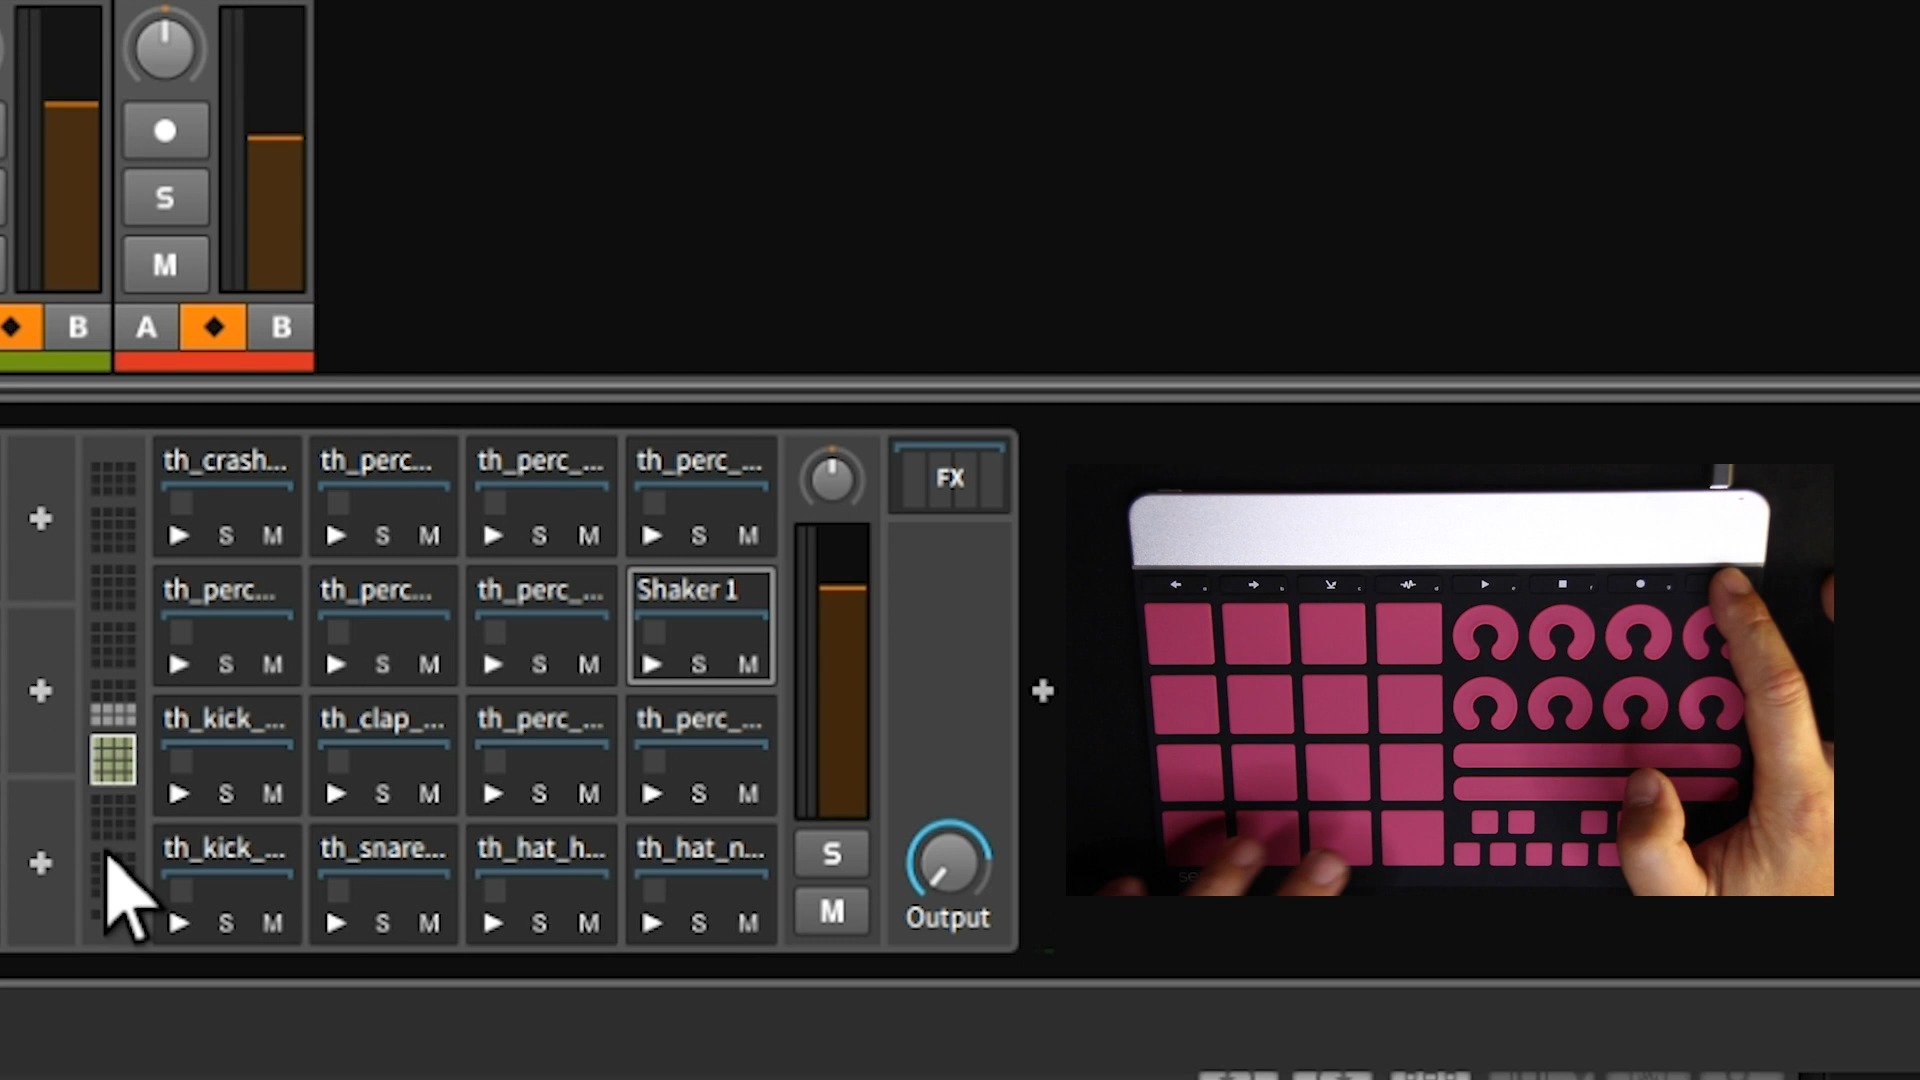 S
M
B A B
th_crash... th_perc... th_perc_... th_perc_...
S M S M S M S M
FX
th_perc... th_perc... th_perc_... Shaker 1
S M S M S M S M
th_kick_... th_clap_... th_perc_... th_perc_...
S M S M S M S M
th_kick_... th_snare... th_hat_h... th_hat_n...
S M S M S M S M
S
M
Output